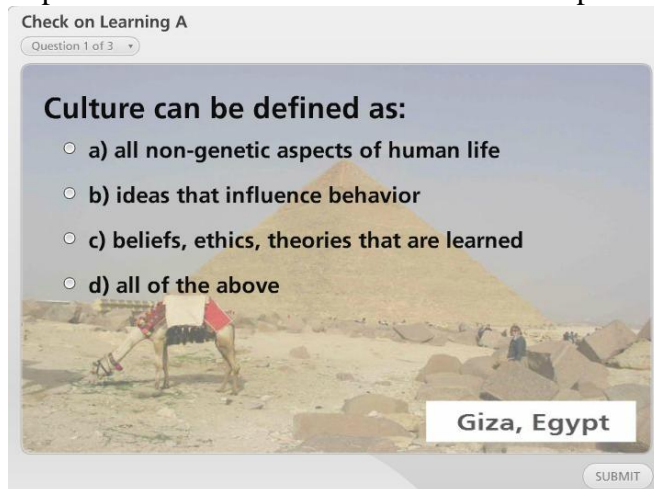 Check on Learning A
Question 1 of 3
Culture can be defined as:
a) all non-genetic aspects of human life
b) ideas that influence behavior
c) beliefs, ethics, theories that are learned
d) all of the above
Giza, Egypt
SUBMIT